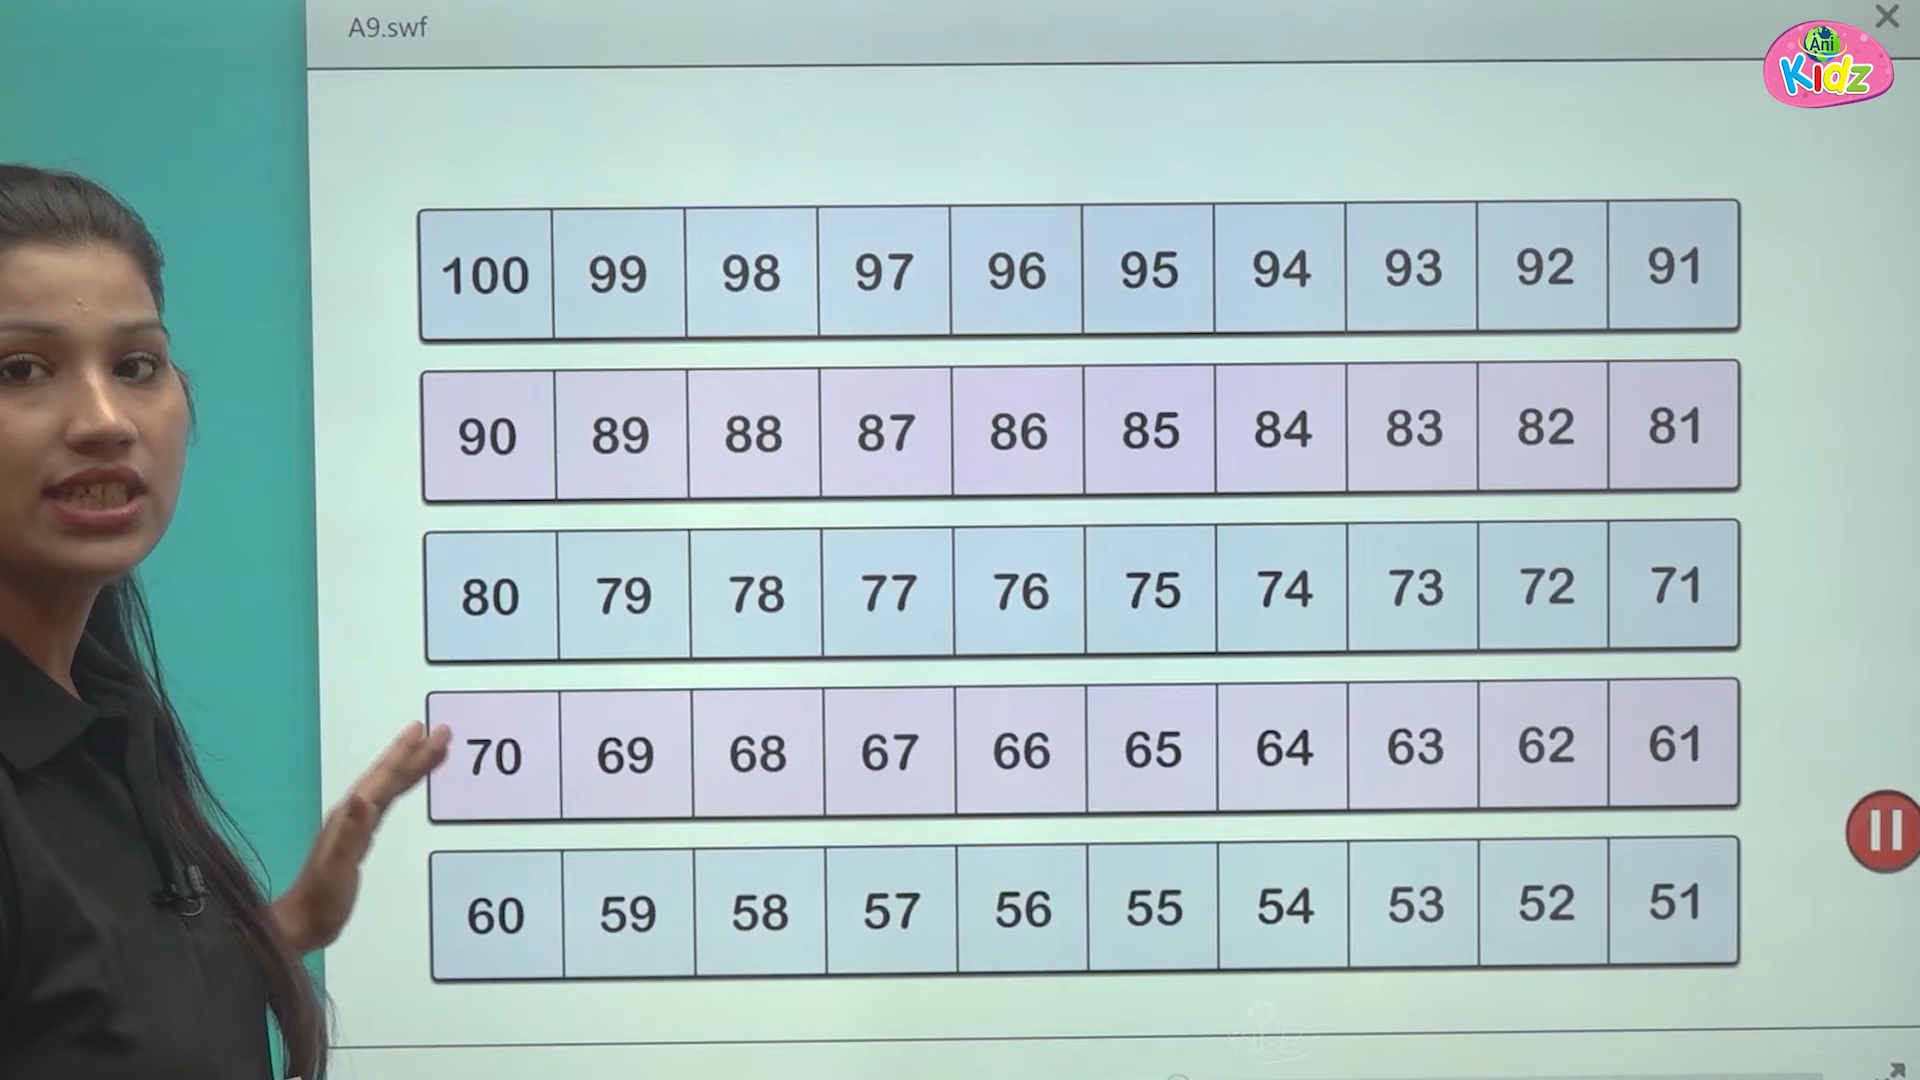 A9.swf
Ani
Kidz
100 99 98 97 96 95 94 93 92 91
90 89 88 87 86 85 84 83 82 81
80 79 78 77 76 75 74 73 72 71
70 69 68 67 66 65 64 63 62 61
60 59 58 57 56 55 54 53 52 51